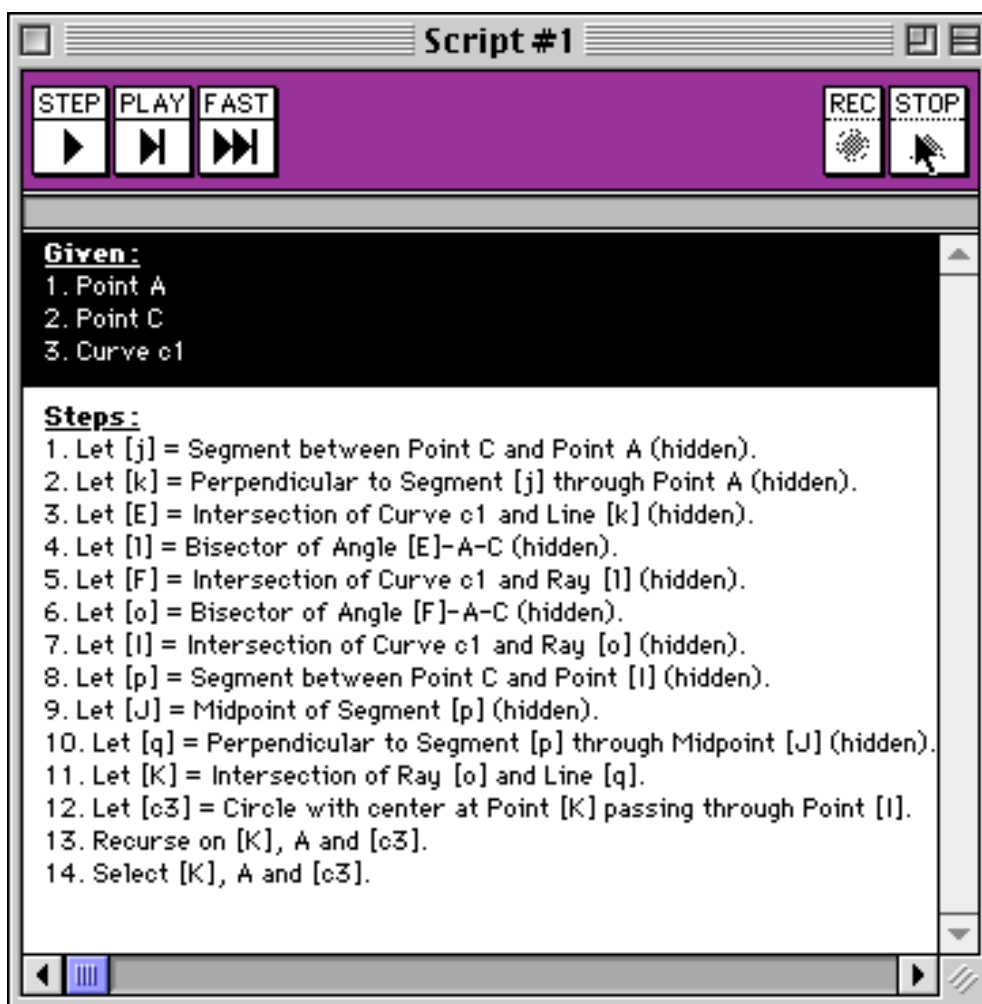 Script #1
STEP PLAY FAST REC STOP
Given:
1. Point A
2. Point C
3. Curve c1
Steps:
1. Let [j] = Segment between Point C and Point A (hidden).
2. Let [k] = Perpendicular to Segment [j] through Point A (hidden).
3. Let [E] = Intersection of Curve c1 and Line [k] (hidden).
4. Let [l] = Bisector of Angle [E]-A-C (hidden).
5. Let [F] = Intersection of Curve c1 and Ray [l] (hidden).
6. Let [o] = Bisector of Angle [F]-A-C (hidden).
7. Let [I] = Intersection of Curve c1 and Ray [o] (hidden).
8. Let [p] = Segment between Point C and Point [I] (hidden).
9. Let [J] = Midpoint of Segment [p] (hidden).
10. Let [q] = Perpendicular to Segment [p] through Midpoint [J] (hidden).
11. Let [K] = Intersection of Ray [o] and Line [q].
12. Let [c3] = Circle with center at Point [K] passing through Point [I].
13. Recurse on [K], A and [c3].
14. Select [K], A and [c3].